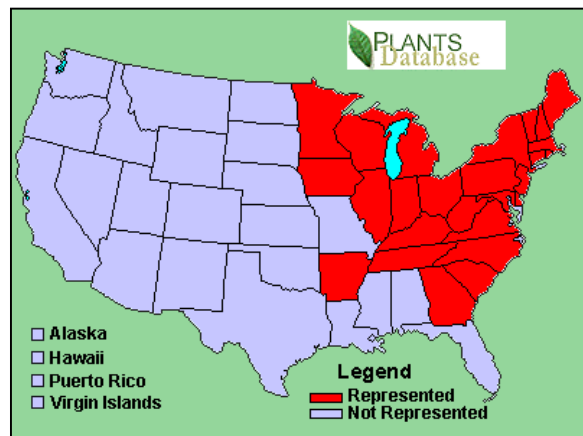 PLANTS
Database
Alaska
Hawaii
Puerto Rico
Virgin Islands
Legend
Represented
Not Represented